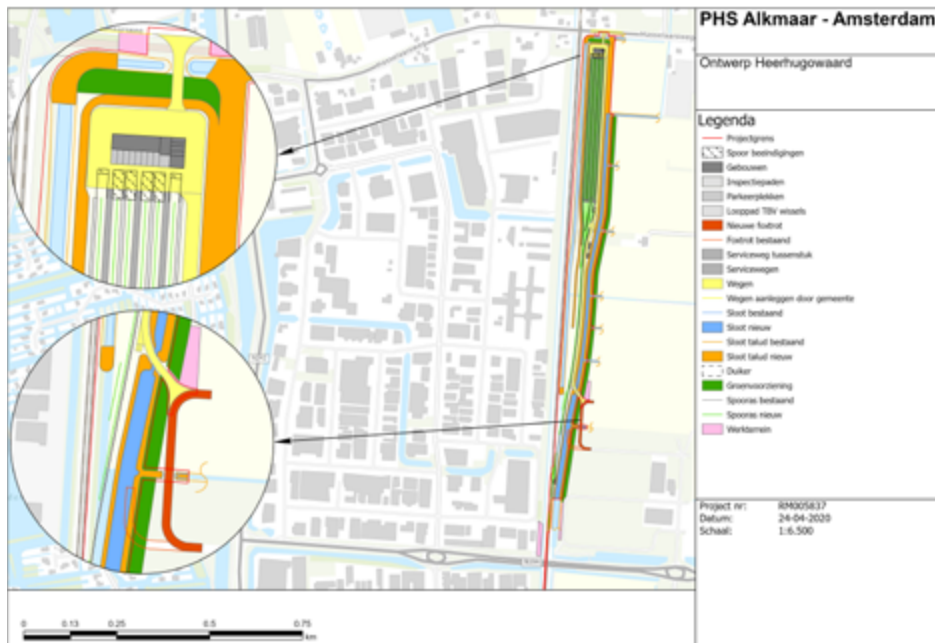 PHS Alkmaar - Amsterdam
Ontwerp Heerhugowaard
Legenda
Projectgrens
Spoor beeindigingen
Gebouwen
Inspectiepaden
Parkeerplekken
Looppad TBV wissels
Nieuwe foxtrot
Foxtrot bestaand
Serviceweg tussenstuk
Servicewegen
Wegen
Wegen aanleggen door gemeente
Sloot bestaand
Sloot nieuw
Sloot talud bestaand
Sloot talud nieuw
Duiker
Groenvoorziening
Spooras bestaand
Spooras nieuw
Werkterrein
Project nr: RM005837
Datum: 24-04-2020
Schaal: 1:6.500
0 0.13 0.25 0.5 0.75
km